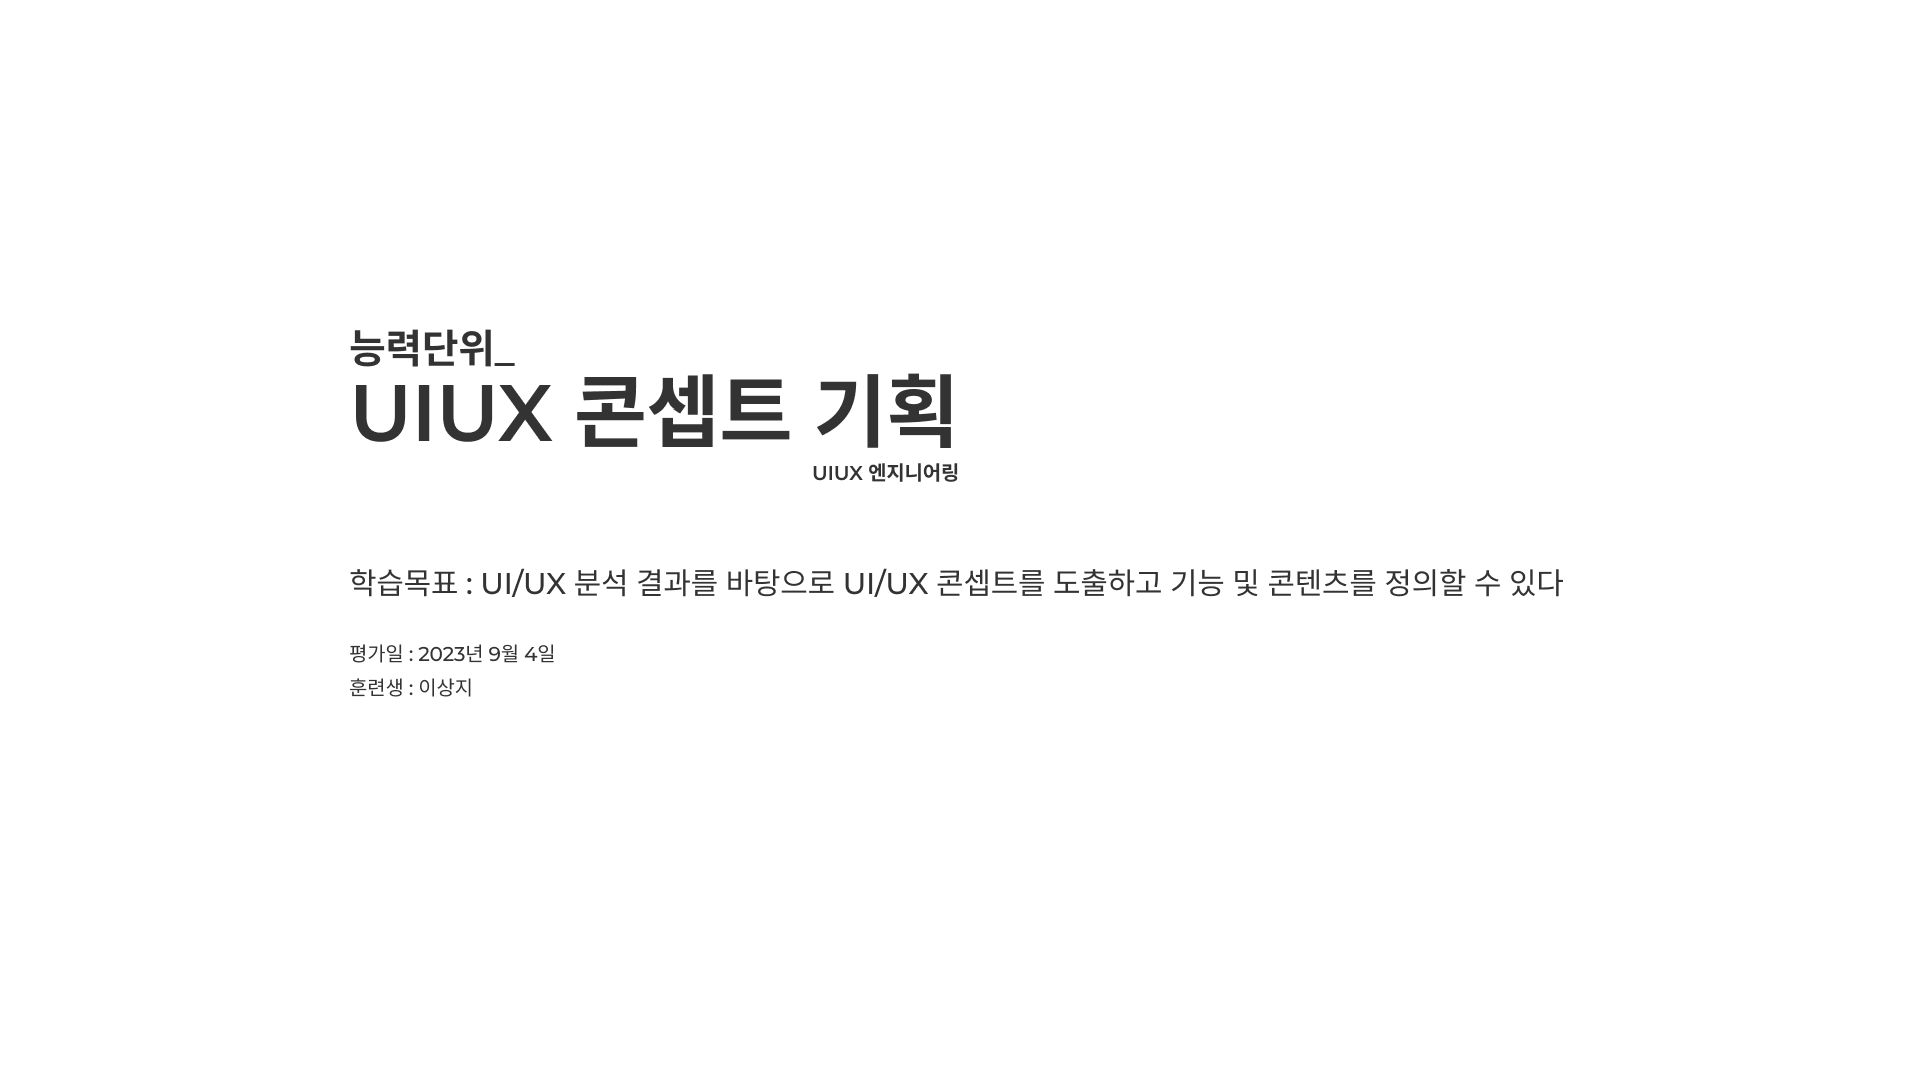 능력단위_
UIUX 콘셉트 기획
UIUX 엔지니어링
학습목표 : UI/UX 분석 결과를 바탕으로 UI/UX 콘셉트를 도출하고 기능 및 콘텐츠를 정의할 수 있다
평가일 : 2023년 9월 4일
훈련생 : 이상지